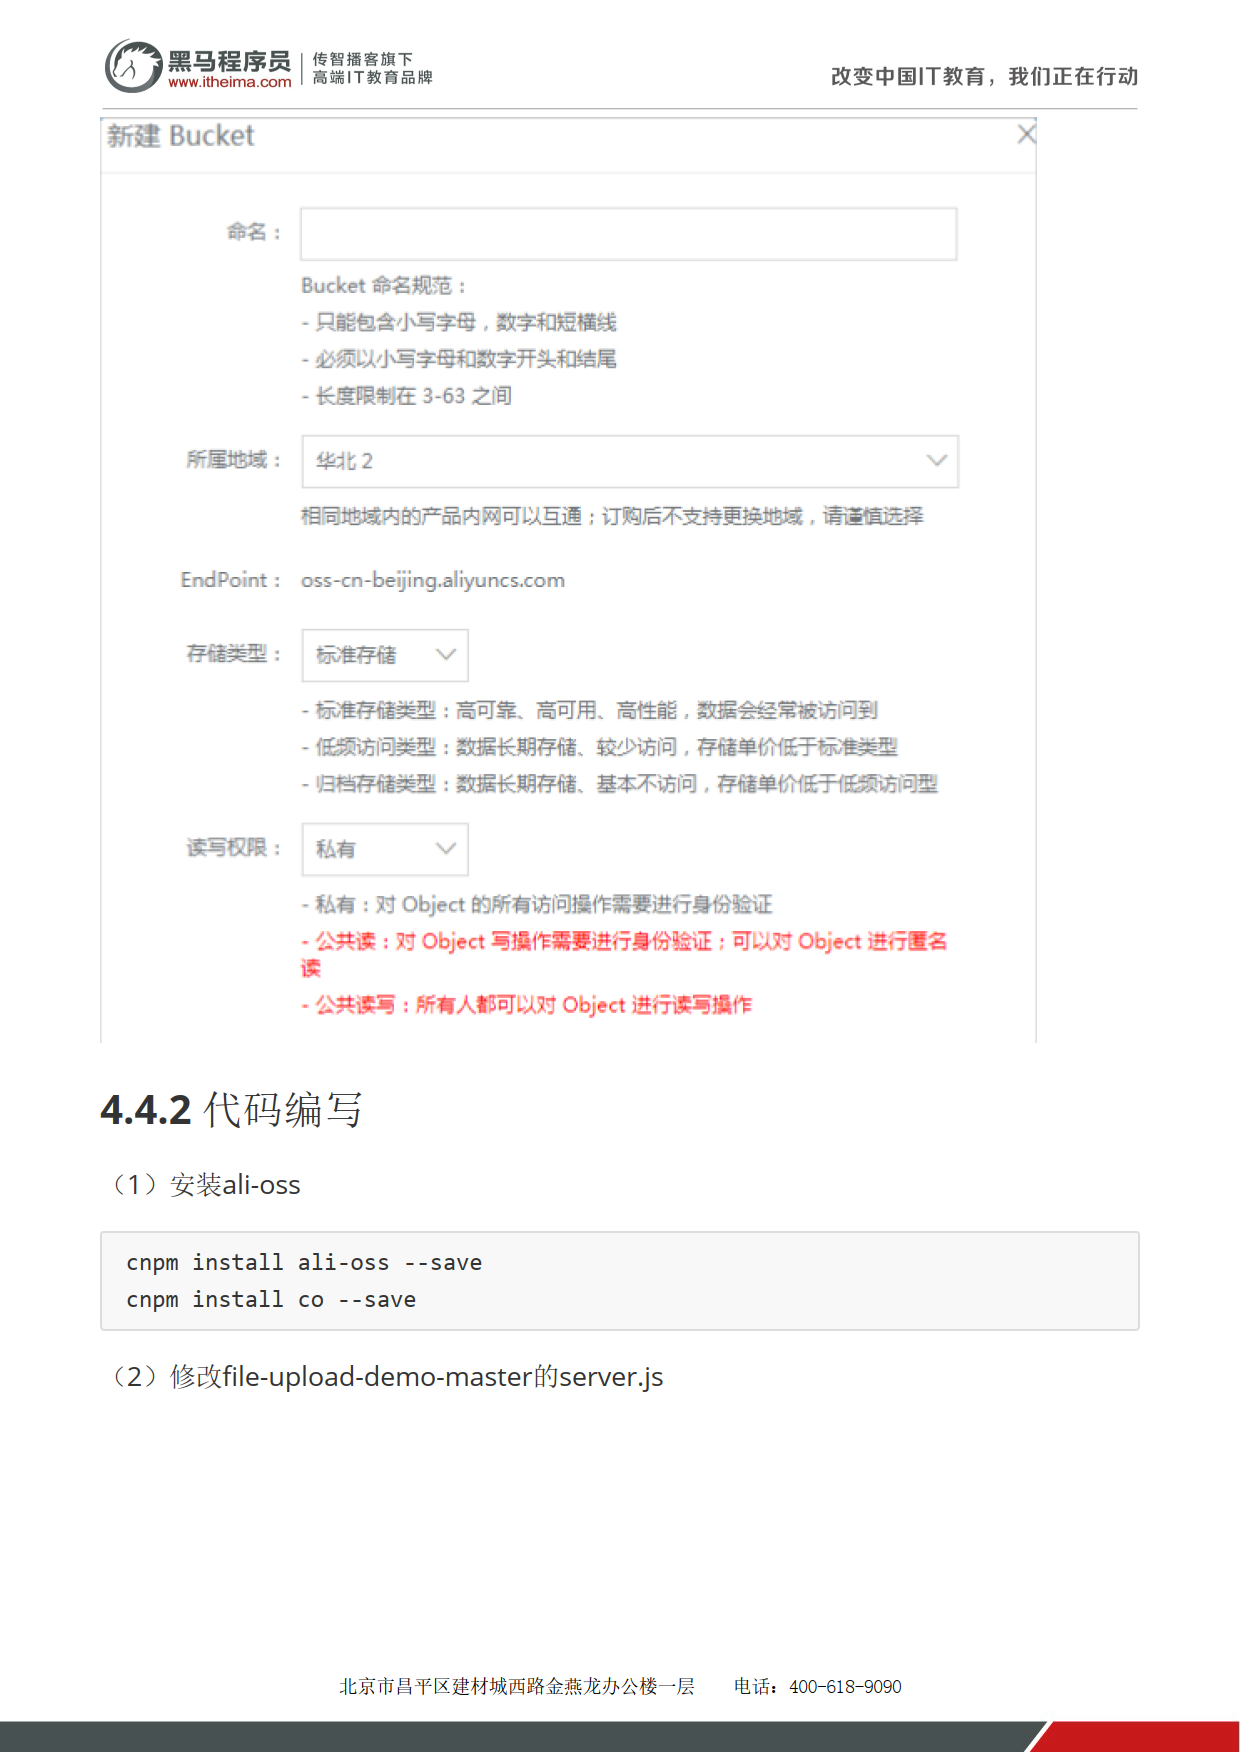 黑马程序员
www.itheima.com
传智播客旗下
高端IT教育品牌
改变中国IT教育，我们正在行动
新建 Bucket
命名：
Bucket 命名规范：
- 只能包含小写字母，数字和短横线
- 必须以小写字母和数字开头和结尾
- 长度限制在 3-63 之间
所属地域：
华北 2
相同地域内的产品内网可以互通；订购后不支持更换地域，请谨慎选择
EndPoint：
oss-cn-beijing.aliyuncs.com
存储类型：
标准存储
- 标准存储类型：高可靠、高可用、高性能，数据会经常被访问到
- 低频访问类型：数据长期存储、较少访问，存储单价低于标准类型
- 归档存储类型：数据长期存储、基本不访问，存储单价低于低频访问型
读写权限：
私有
- 私有：对 Object 的所有访问操作需要进行身份验证
- 公共读：对 Object 写操作需要进行身份验证；可以对 Object 进行匿名
读
- 公共读写：所有人都可以对 Object 进行读写操作
4.4.2 代码编写
（1）安装ali-oss
cnpm install ali-oss --save
cnpm install co --save
（2）修改file-upload-demo-master的server.js
北京市昌平区建材城西路金燕龙办公楼一层 电话：400-618-9090